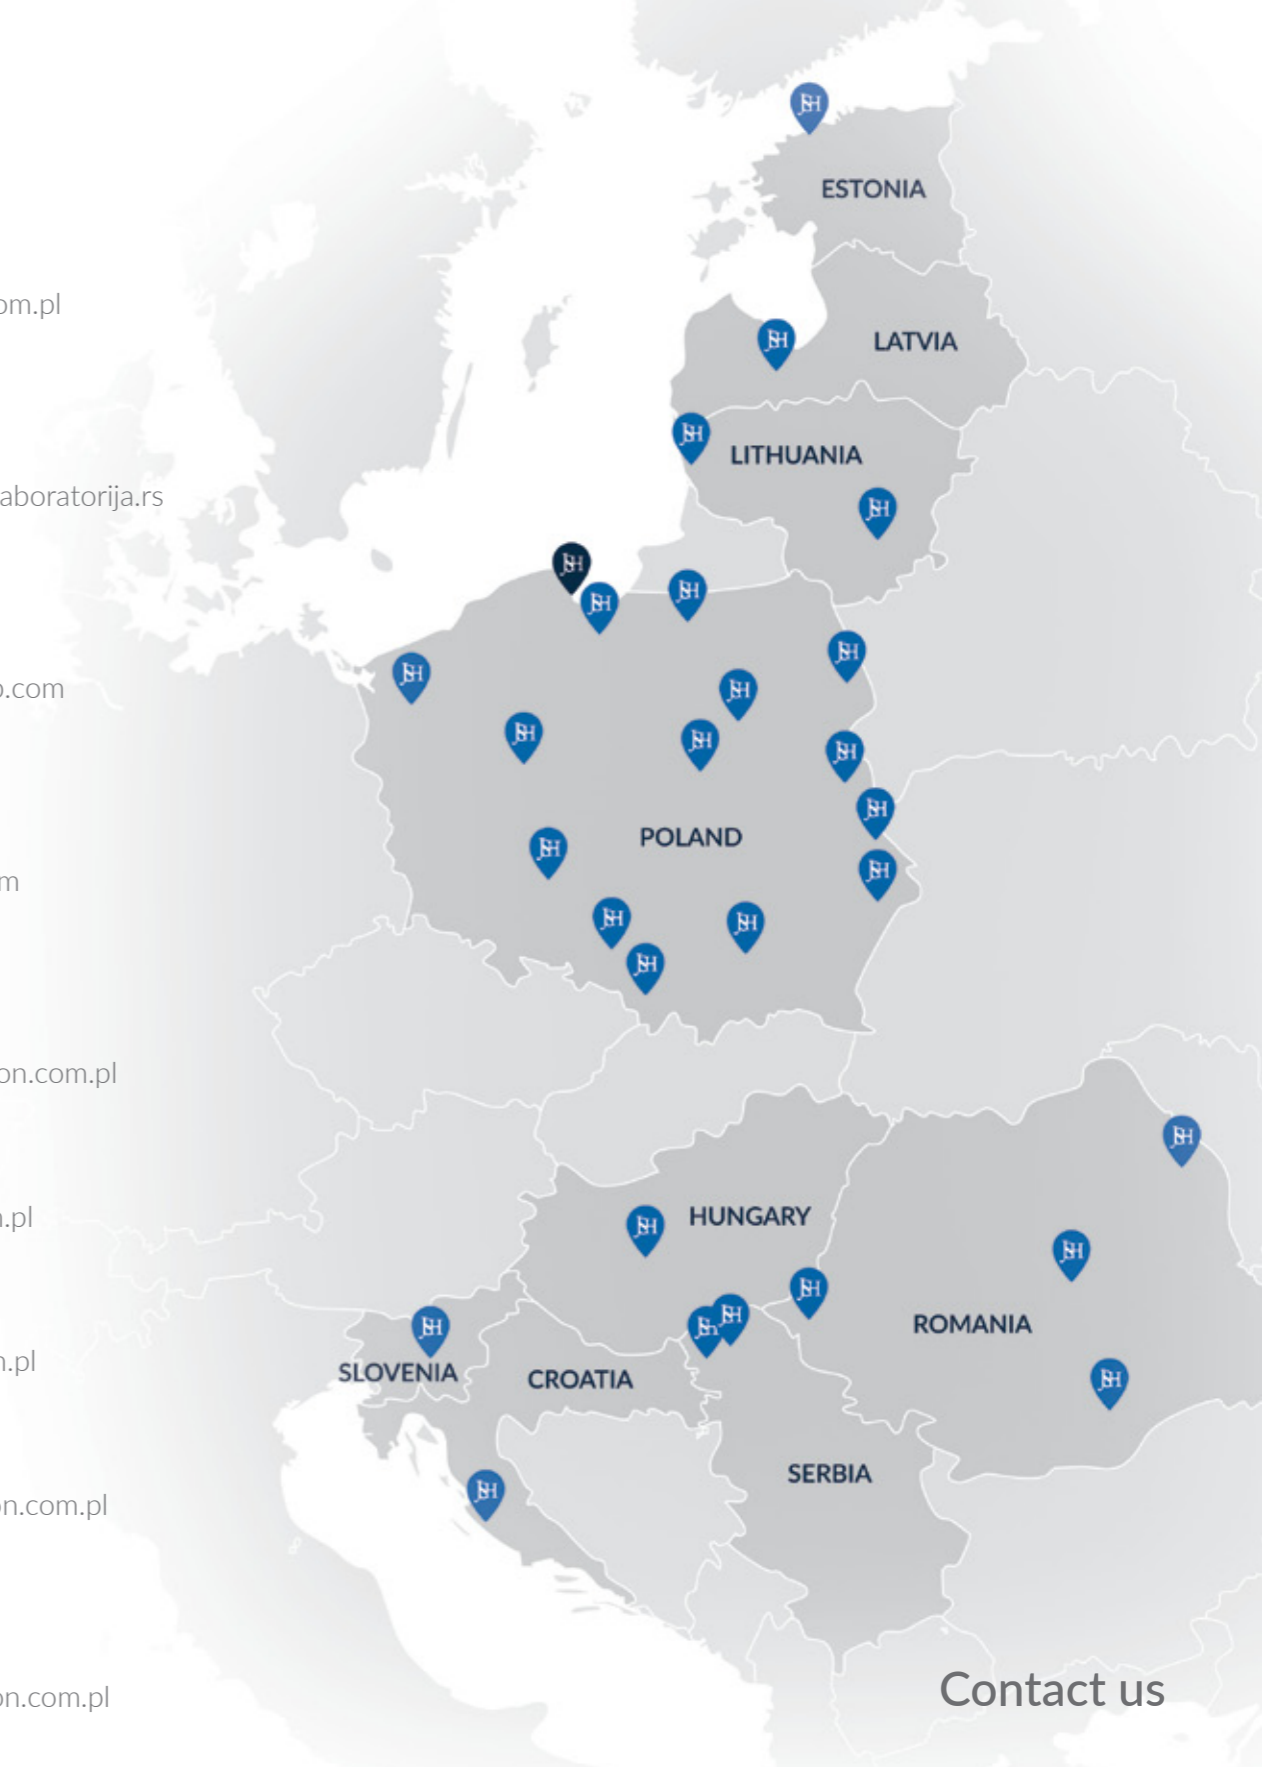 ESTONIA
om.pl
LATVIA
LITHUANIA
aboratorija.rs
o.com
POLAND
m
on.com.pl
HUNGARY
n.pl
ROMANIA
n.pl
SLOVENIA
CROATIA
SERBIA
on.com.pl
Contact us
on.com.pl